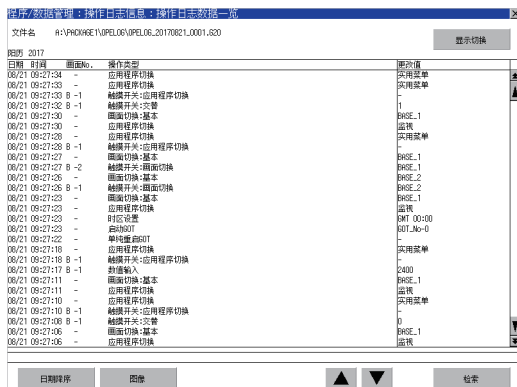 程序/数据管理：操作日志信息：操作日志数据一览
文件名 A:\PACKAGE1\OPELOG\OPELOG_20170821_0001.G2O
显示切换
阳历 2017
日期 时间 画面No. 操作类型 更改值
08/21 09:27:34 - 应用程序切换 实用菜单
08/21 09:27:33 - 应用程序切换 实用菜单
08/21 09:27:33 B -1 触摸开关:应用程序切换 -
08/21 09:27:32 B -1 触摸开关:交替 1
08/21 09:27:30 - 画面切换:基本 BASE_1
08/21 09:27:30 - 应用程序切换 监视
08/21 09:27:28 - 应用程序切换 实用菜单
08/21 09:27:28 B -1 触摸开关:应用程序切换 -
08/21 09:27:27 - 画面切换:基本 BASE_1
08/21 09:27:27 B -2 触摸开关:画面切换 BASE_1
08/21 09:27:26 - 画面切换:基本 BASE_2
08/21 09:27:26 B -1 触摸开关:画面切换 BASE_2
08/21 09:27:23 - 画面切换:基本 BASE_1
08/21 09:27:23 - 应用程序切换 监视
08/21 09:27:23 - 时区设置 GMT 00:00
08/21 09:27:23 - 启动GOT GOT_No-0
08/21 09:27:22 - 单纯重启GOT -
08/21 09:27:18 - 应用程序切换 实用菜单
08/21 09:27:18 B -1 触摸开关:应用程序切换 -
08/21 09:27:17 B -1 数值输入 2400
08/21 09:27:11 - 画面切换:基本 BASE_1
08/21 09:27:11 - 应用程序切换 监视
08/21 09:27:10 - 应用程序切换 实用菜单
08/21 09:27:10 B -1 触摸开关:应用程序切换 -
08/21 09:27:08 B -1 触摸开关:交替 0
08/21 09:27:06 - 画面切换:基本 BASE_1
08/21 09:27:06 - 应用程序切换 监视
日期降序 图像 ▲ ▼ 检索